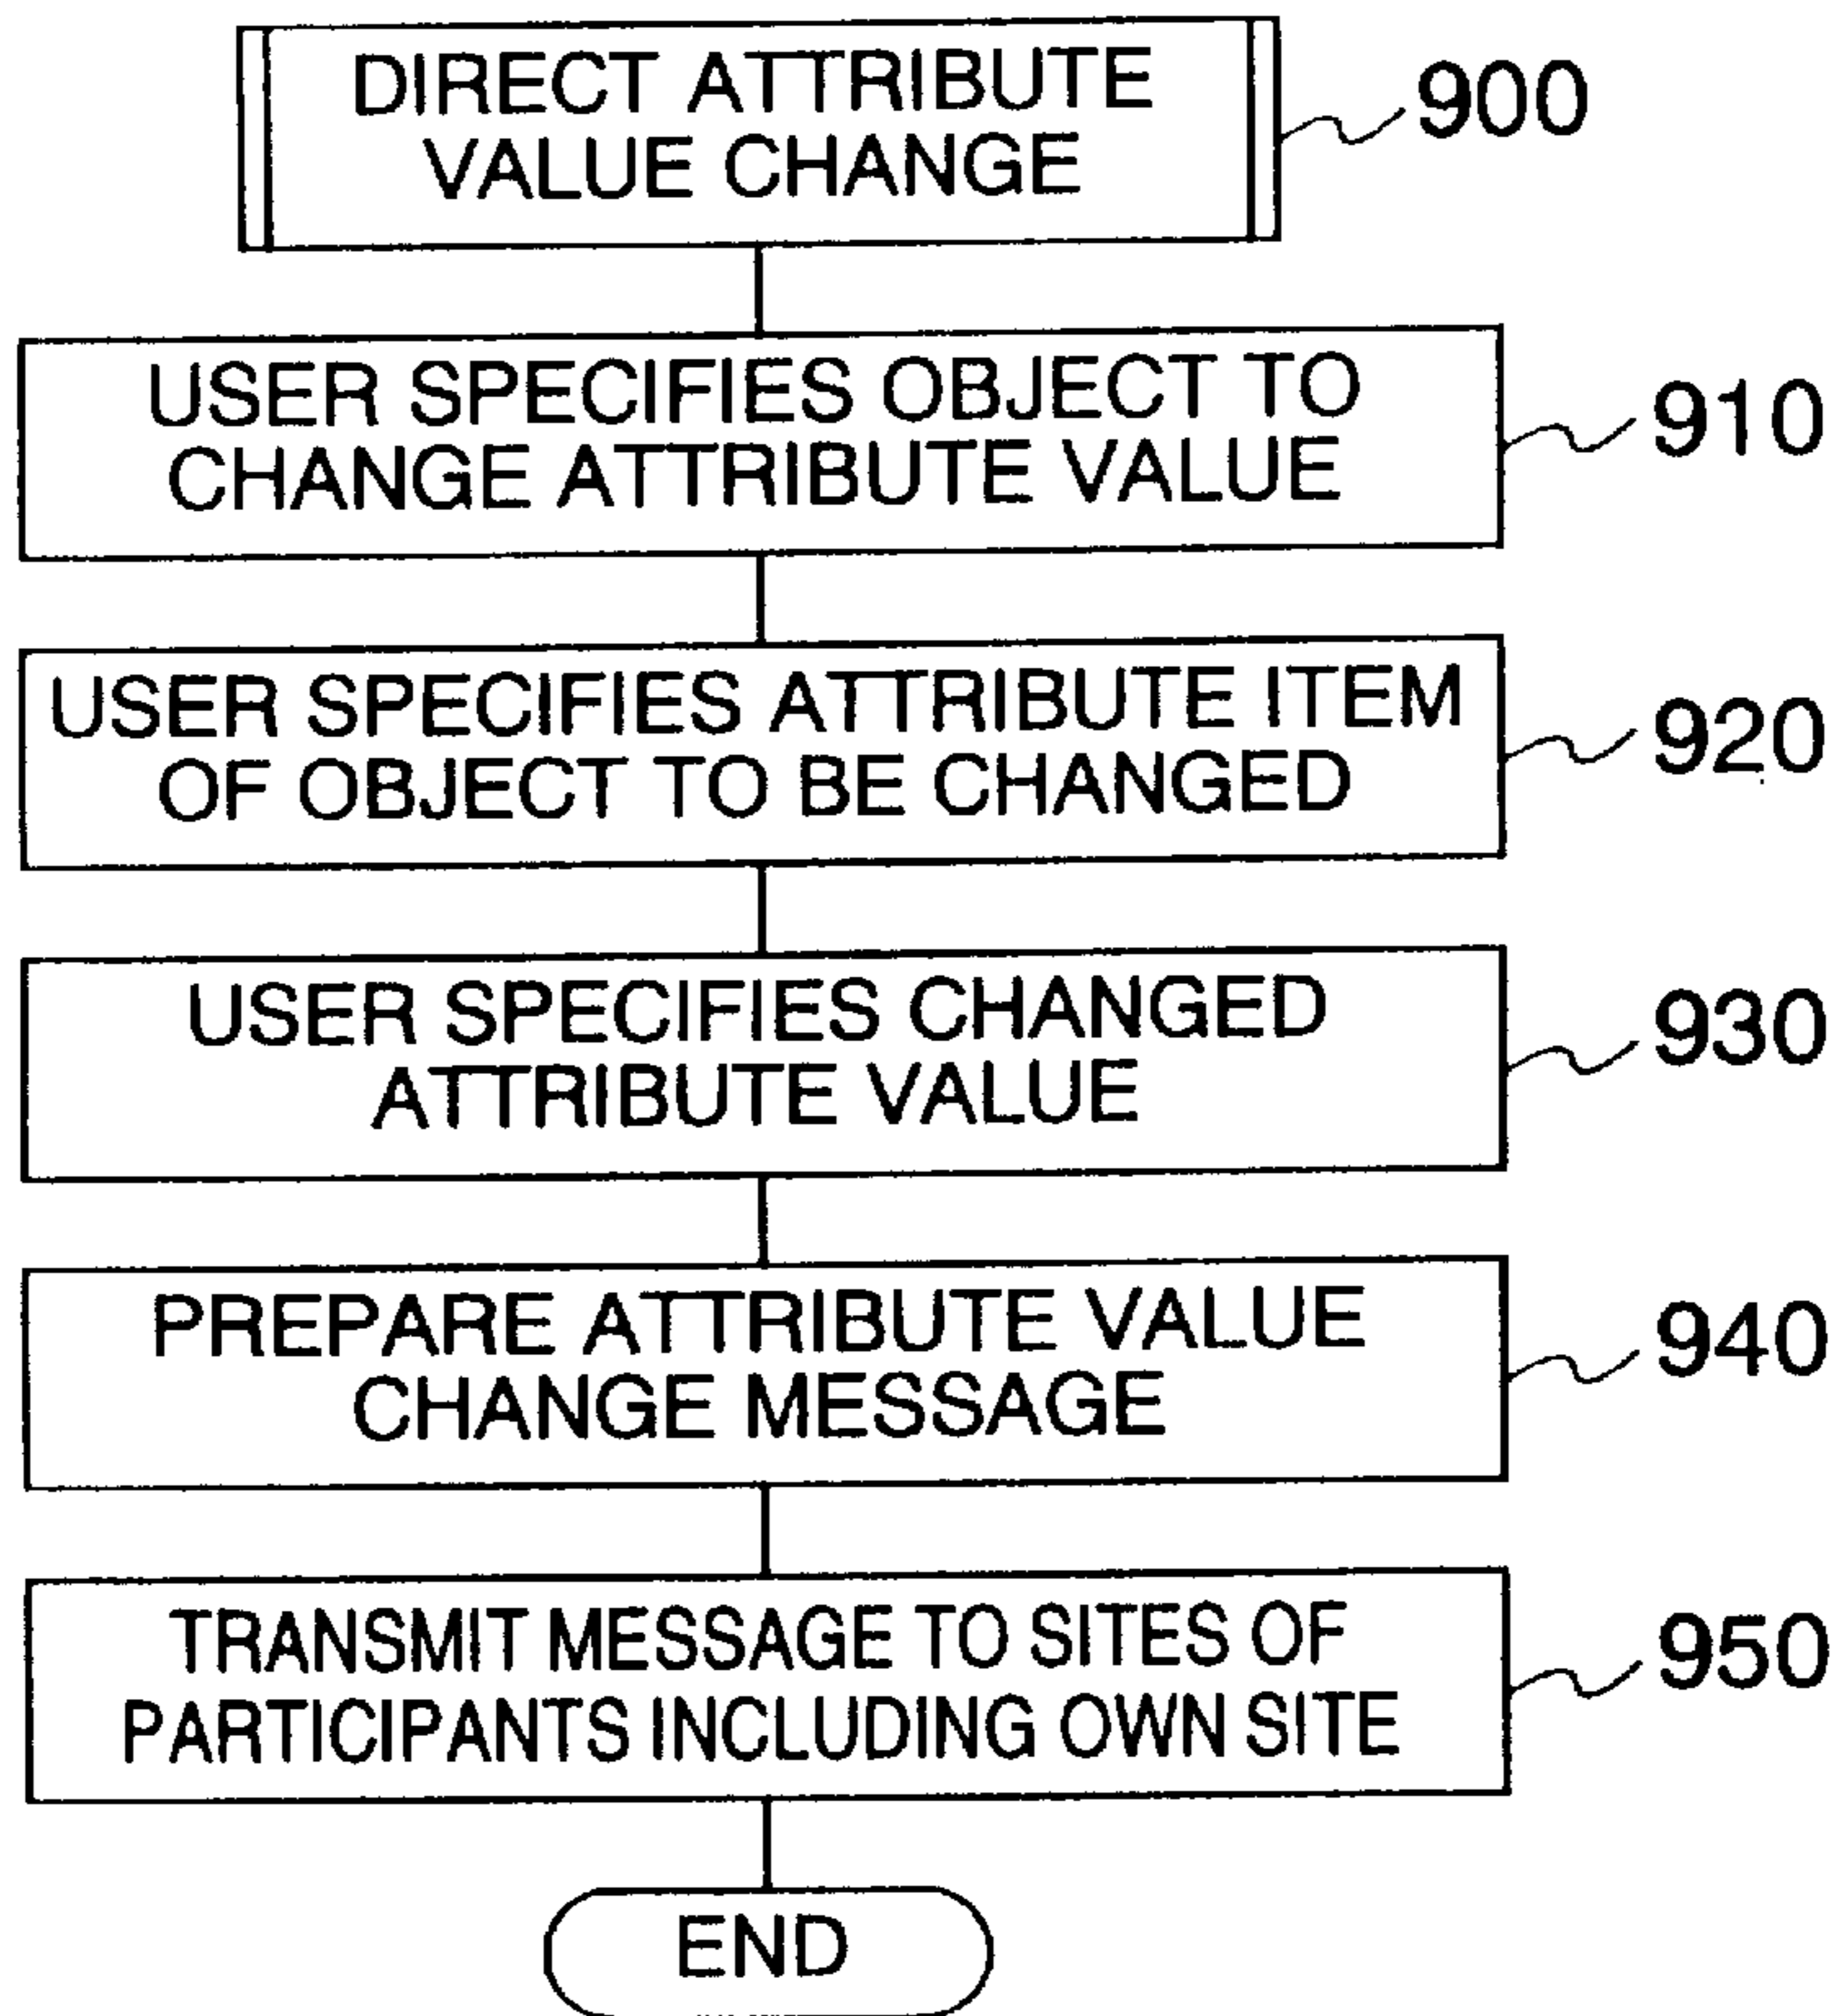 DIRECT ATTRIBUTE
VALUE CHANGE
900
USER SPECIFIES OBJECT TO
CHANGE ATTRIBUTE VALUE
910
USER SPECIFIES ATTRIBUTE ITEM
OF OBJECT TO BE CHANGED
920
USER SPECIFIES CHANGED
ATTRIBUTE VALUE
930
PREPARE ATTRIBUTE VALUE
CHANGE MESSAGE
940
TRANSMIT MESSAGE TO SITES OF
PARTICIPANTS INCLUDING OWN SITE
950
END